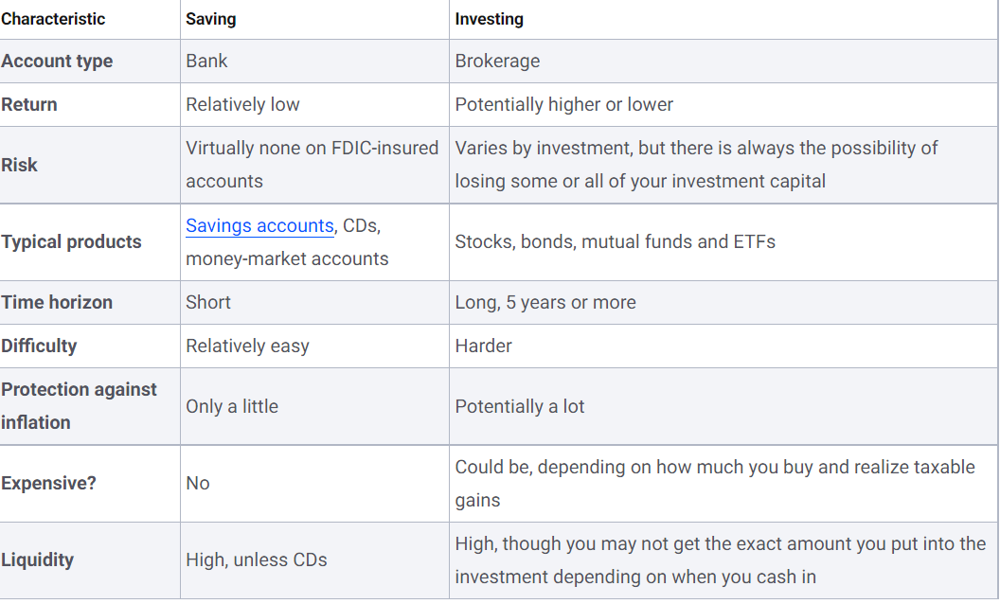 Characteristic Saving Investing
Account type Bank Brokerage
Return Relatively low Potentially higher or lower
Risk Virtually none on FDIC-insured accounts Varies by investment, but there is always the possibility of losing some or all of your investment capital
Typical products Savings accounts, CDs, money-market accounts Stocks, bonds, mutual funds and ETFs
Time horizon Short Long, 5 years or more
Difficulty Relatively easy Harder
Protection against inflation Only a little Potentially a lot
Expensive? No Could be, depending on how much you buy and realize taxable gains
Liquidity High, unless CDs High, though you may not get the exact amount you put into the investment depending on when you cash in